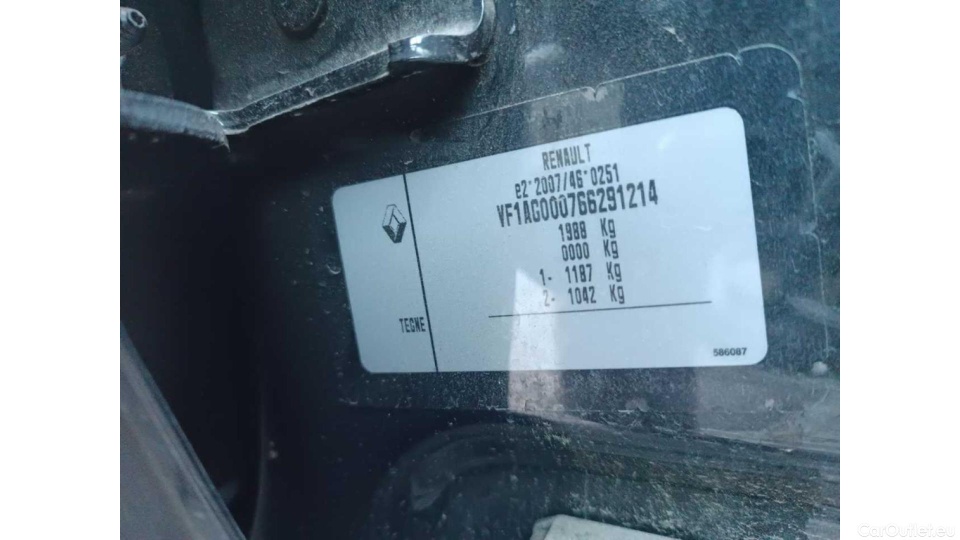 RENAULT
e2*2007/46*0251
VF1AG000766291214
1988 Kg
0000 Kg
1- 1187 Kg
2- 1042 Kg
TEGNE
586087
CarOutlet.eu